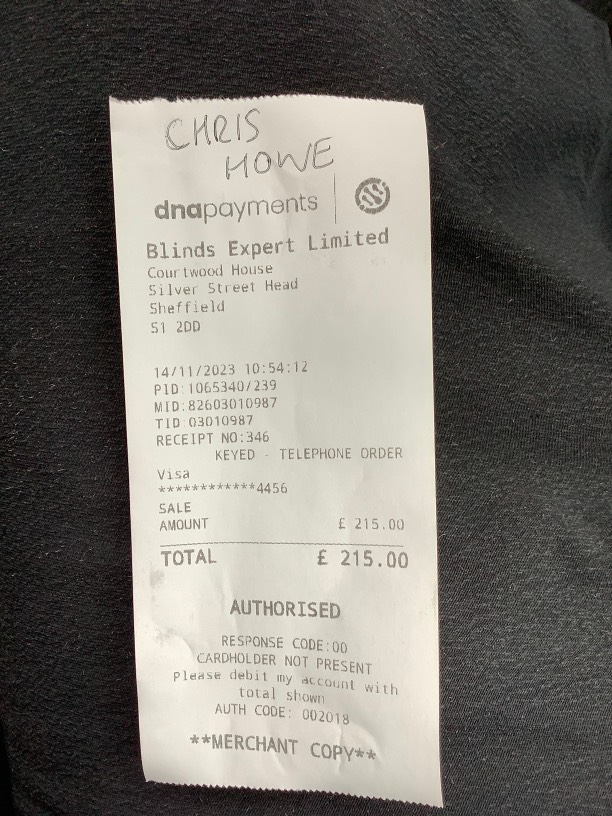 CHRIS
HOWE
dnapayments
Blinds Expert Limited
Courtwood House
Silver Street Head
Sheffield
S1 2DD
14/11/2023 10:54:12
PID:1065340/239
MID:82603010987
TID:03010987
RECEIPT NO:346
KEYED - TELEPHONE ORDER
Visa
************4456
SALE
AMOUNT £ 215.00
TOTAL £ 215.00
AUTHORISED
RESPONSE CODE:00
CARDHOLDER NOT PRESENT
Please debit my account with
total shown
AUTH CODE: 002018
**MERCHANT COPY**